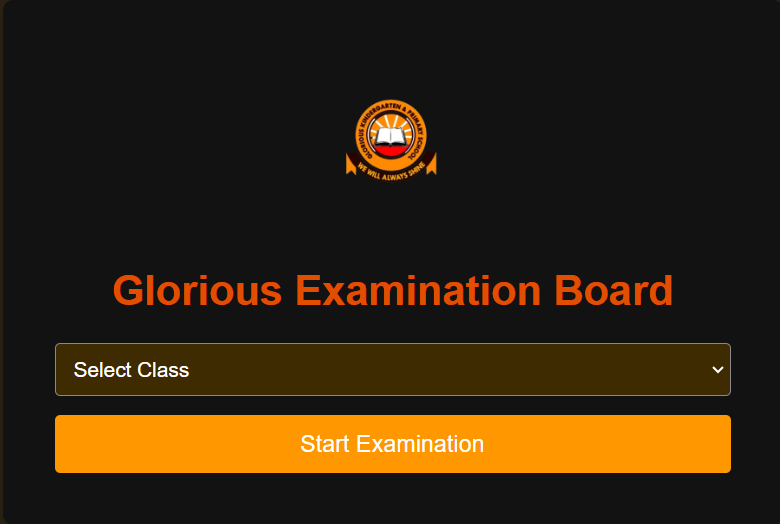 GLORIOUS KINDERGARTEN & PRIMARY SCHOOL
WE WILL ALWAYS SHINE
Glorious Examination Board
Select Class
Start Examination